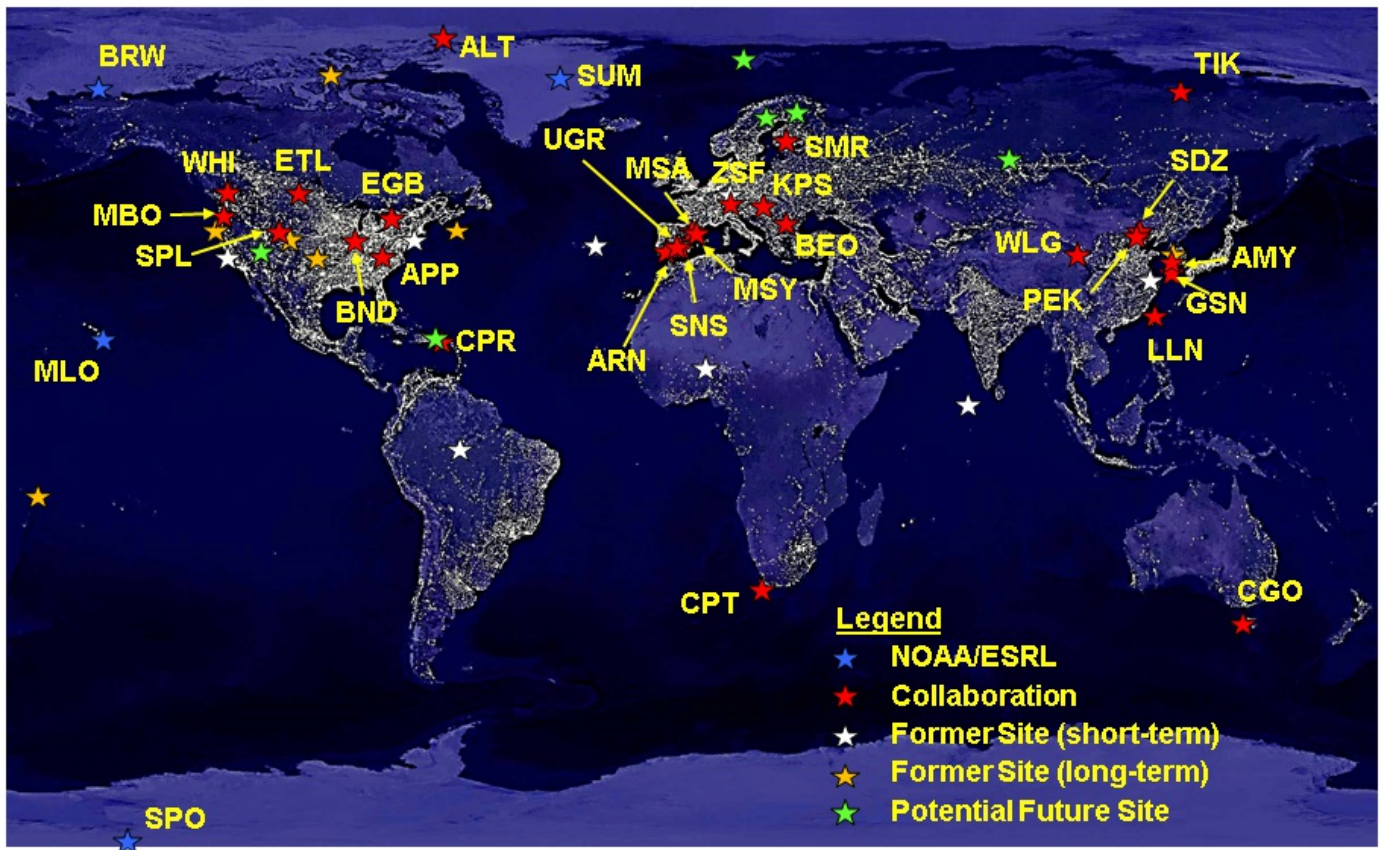 BRW
ALT
SUM
TIK
UGR
SMR
WHI
ETL
EGB
MSA
ZSF
KPS
SDZ
MBO
SPL
APP
BEO
WLG
AMY
BND
MSY
PEK
GSN
SNS
CPR
LLN
ARN
MLO
CPT
CGO
Legend
NOAA/ESRL
Collaboration
Former Site (short-term)
Former Site (long-term)
Potential Future Site
SPO